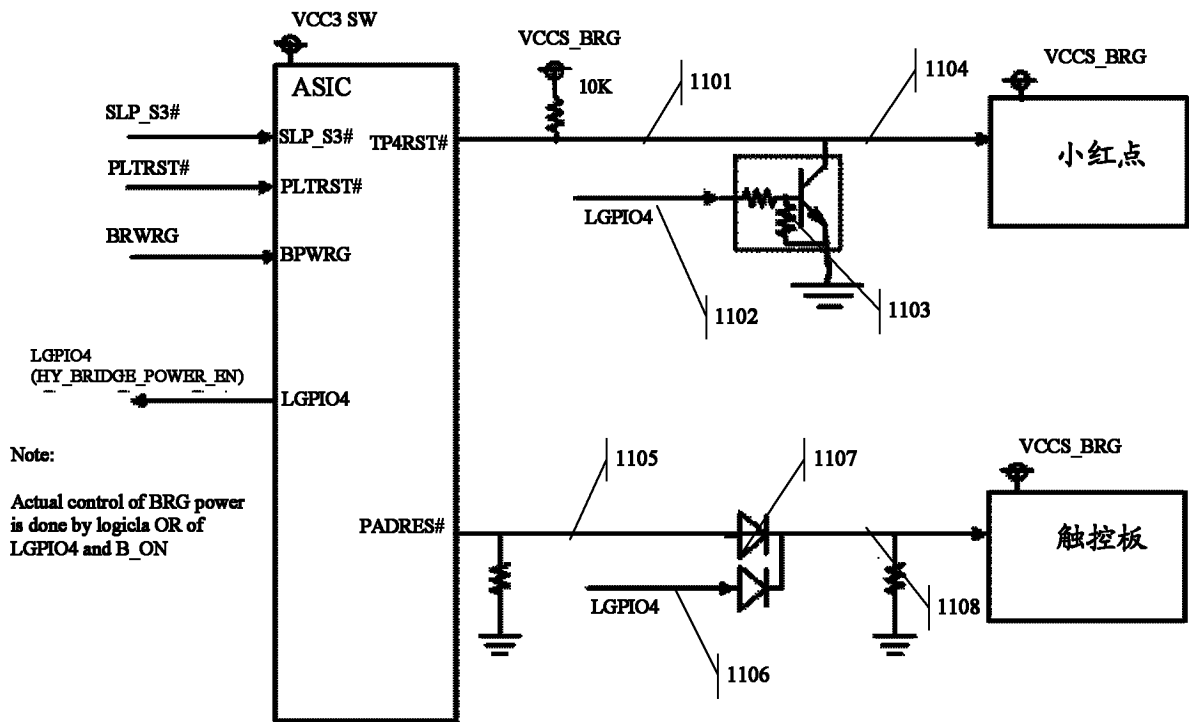 VCC3 SW
VCCS_BRG
10K
1101
1104
VCCS_BRG
ASIC
SLP_S3#
SLP_S3#
TP4RST#
小红点
PLTRST#
PLTRST#
LGPIO4
BRWRG
BPWRG
1102
1103
LGPIO4
(HY_BRIDGE_POWER_EN)
LGPIO4
Note:
Actual control of BRG power
is done by logicla OR of
LGPIO4 and B_ON
1105
1107
VCCS_BRG
PADRES#
触控板
LGPIO4
1108
1106